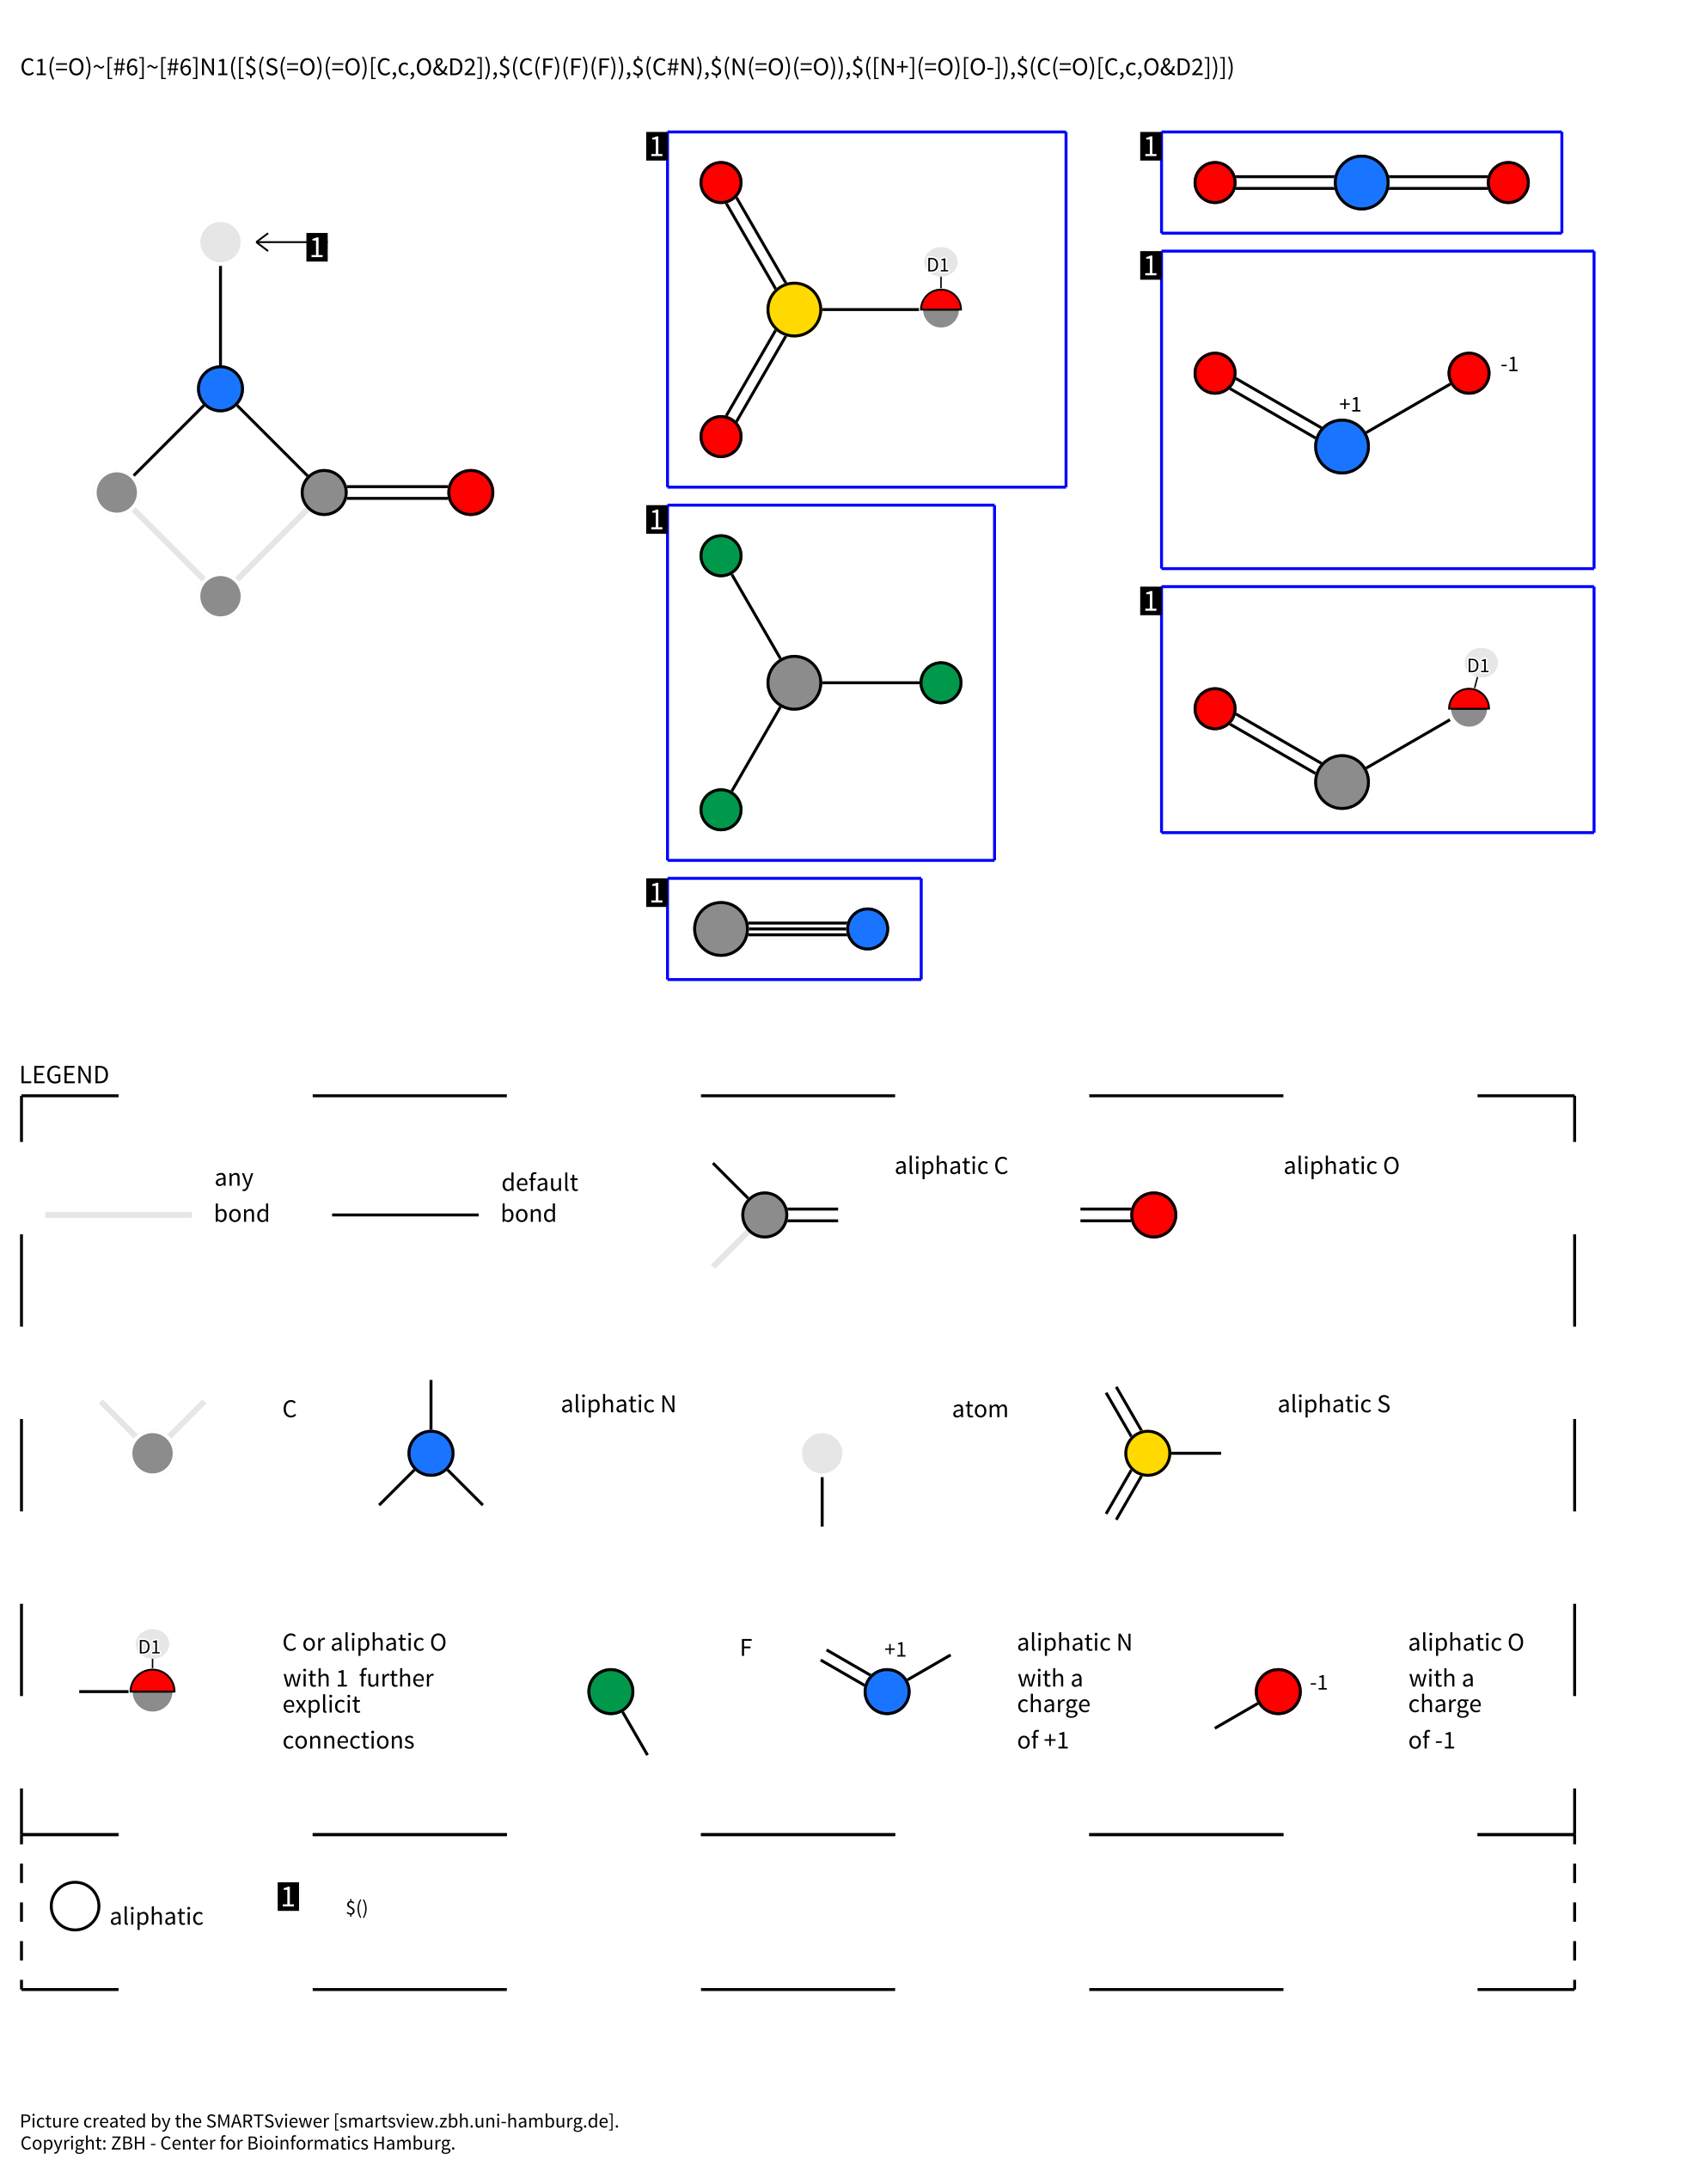 C1(=O)~[#6]~[#6]N1([$(S(=O)(=O)[C,c,O&D2]),$(C(F)(F)(F)),$(C#N),$(N(=O)(=O)),$([N+](=O)[O-]),$(C(=O)[C,c,O&D2])])
1
1
1
D1
1
-1
+1
1
1
D1
1
LEGEND
any
bond
default
bond
aliphatic C
aliphatic O
C
aliphatic N
atom
aliphatic S
D1
C or aliphatic O
with 1 further
explicit
connections
F
+1
aliphatic N
with a
charge
of +1
-1
aliphatic O
with a
charge
of -1
aliphatic
1
$()
Picture created by the SMARTSviewer [smartsview.zbh.uni-hamburg.de].
Copyright: ZBH - Center for Bioinformatics Hamburg.